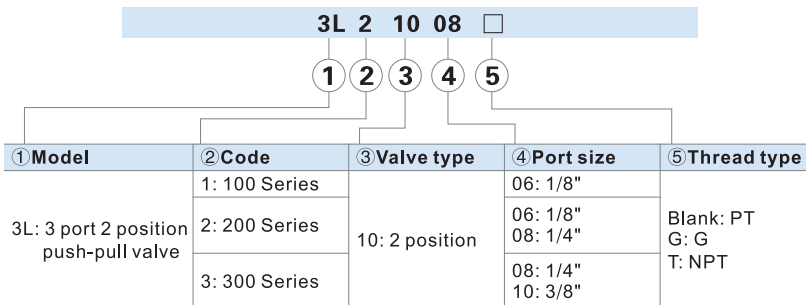 3L 2 10 08 □
① ② ③ ④ ⑤
①Model ②Code ③Valve type ④Port size ⑤Thread type
3L: 3 port 2 position
push-pull valve
1: 100 Series
2: 200 Series
3: 300 Series
10: 2 position
06: 1/8"
06: 1/8"
08: 1/4"
08: 1/4"
10: 3/8"
Blank: PT
G: G
T: NPT